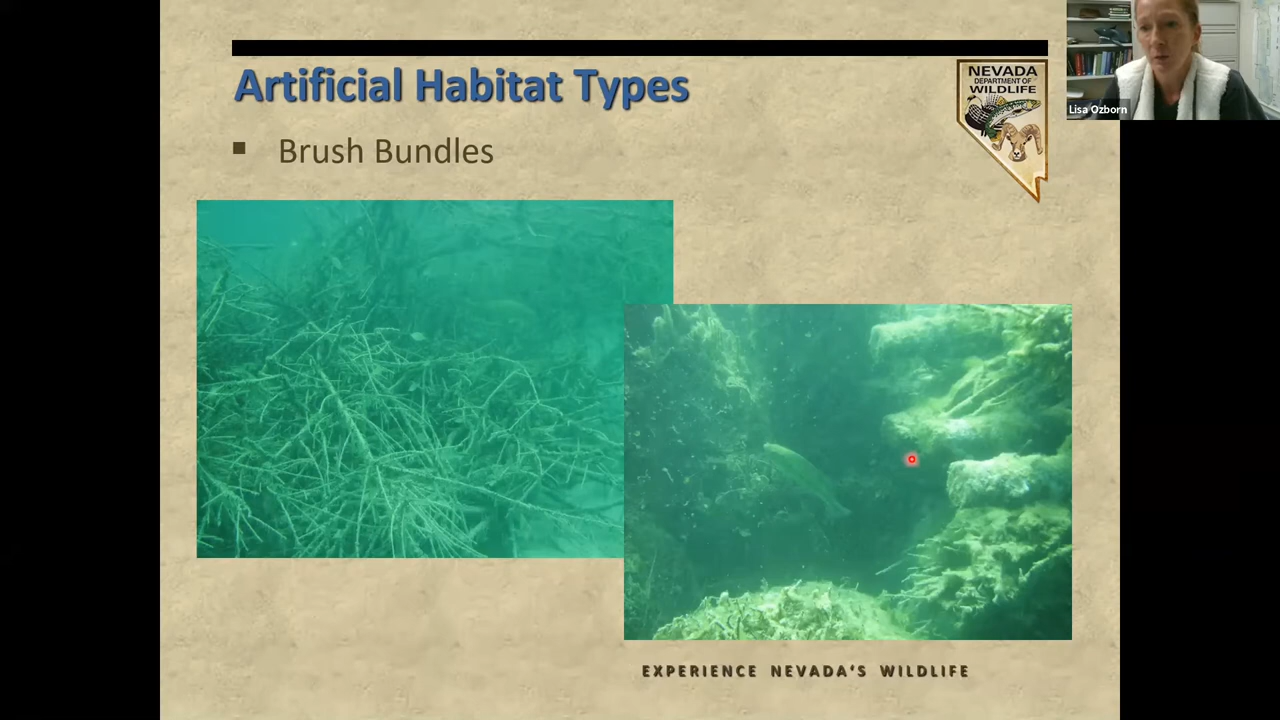 Artificial Habitat Types
NEVADA
DEPARTMENT OF
WILDLIFE
Lisa Ozborn
▪ Brush Bundles
EXPERIENCE NEVADA'S WILDLIFE